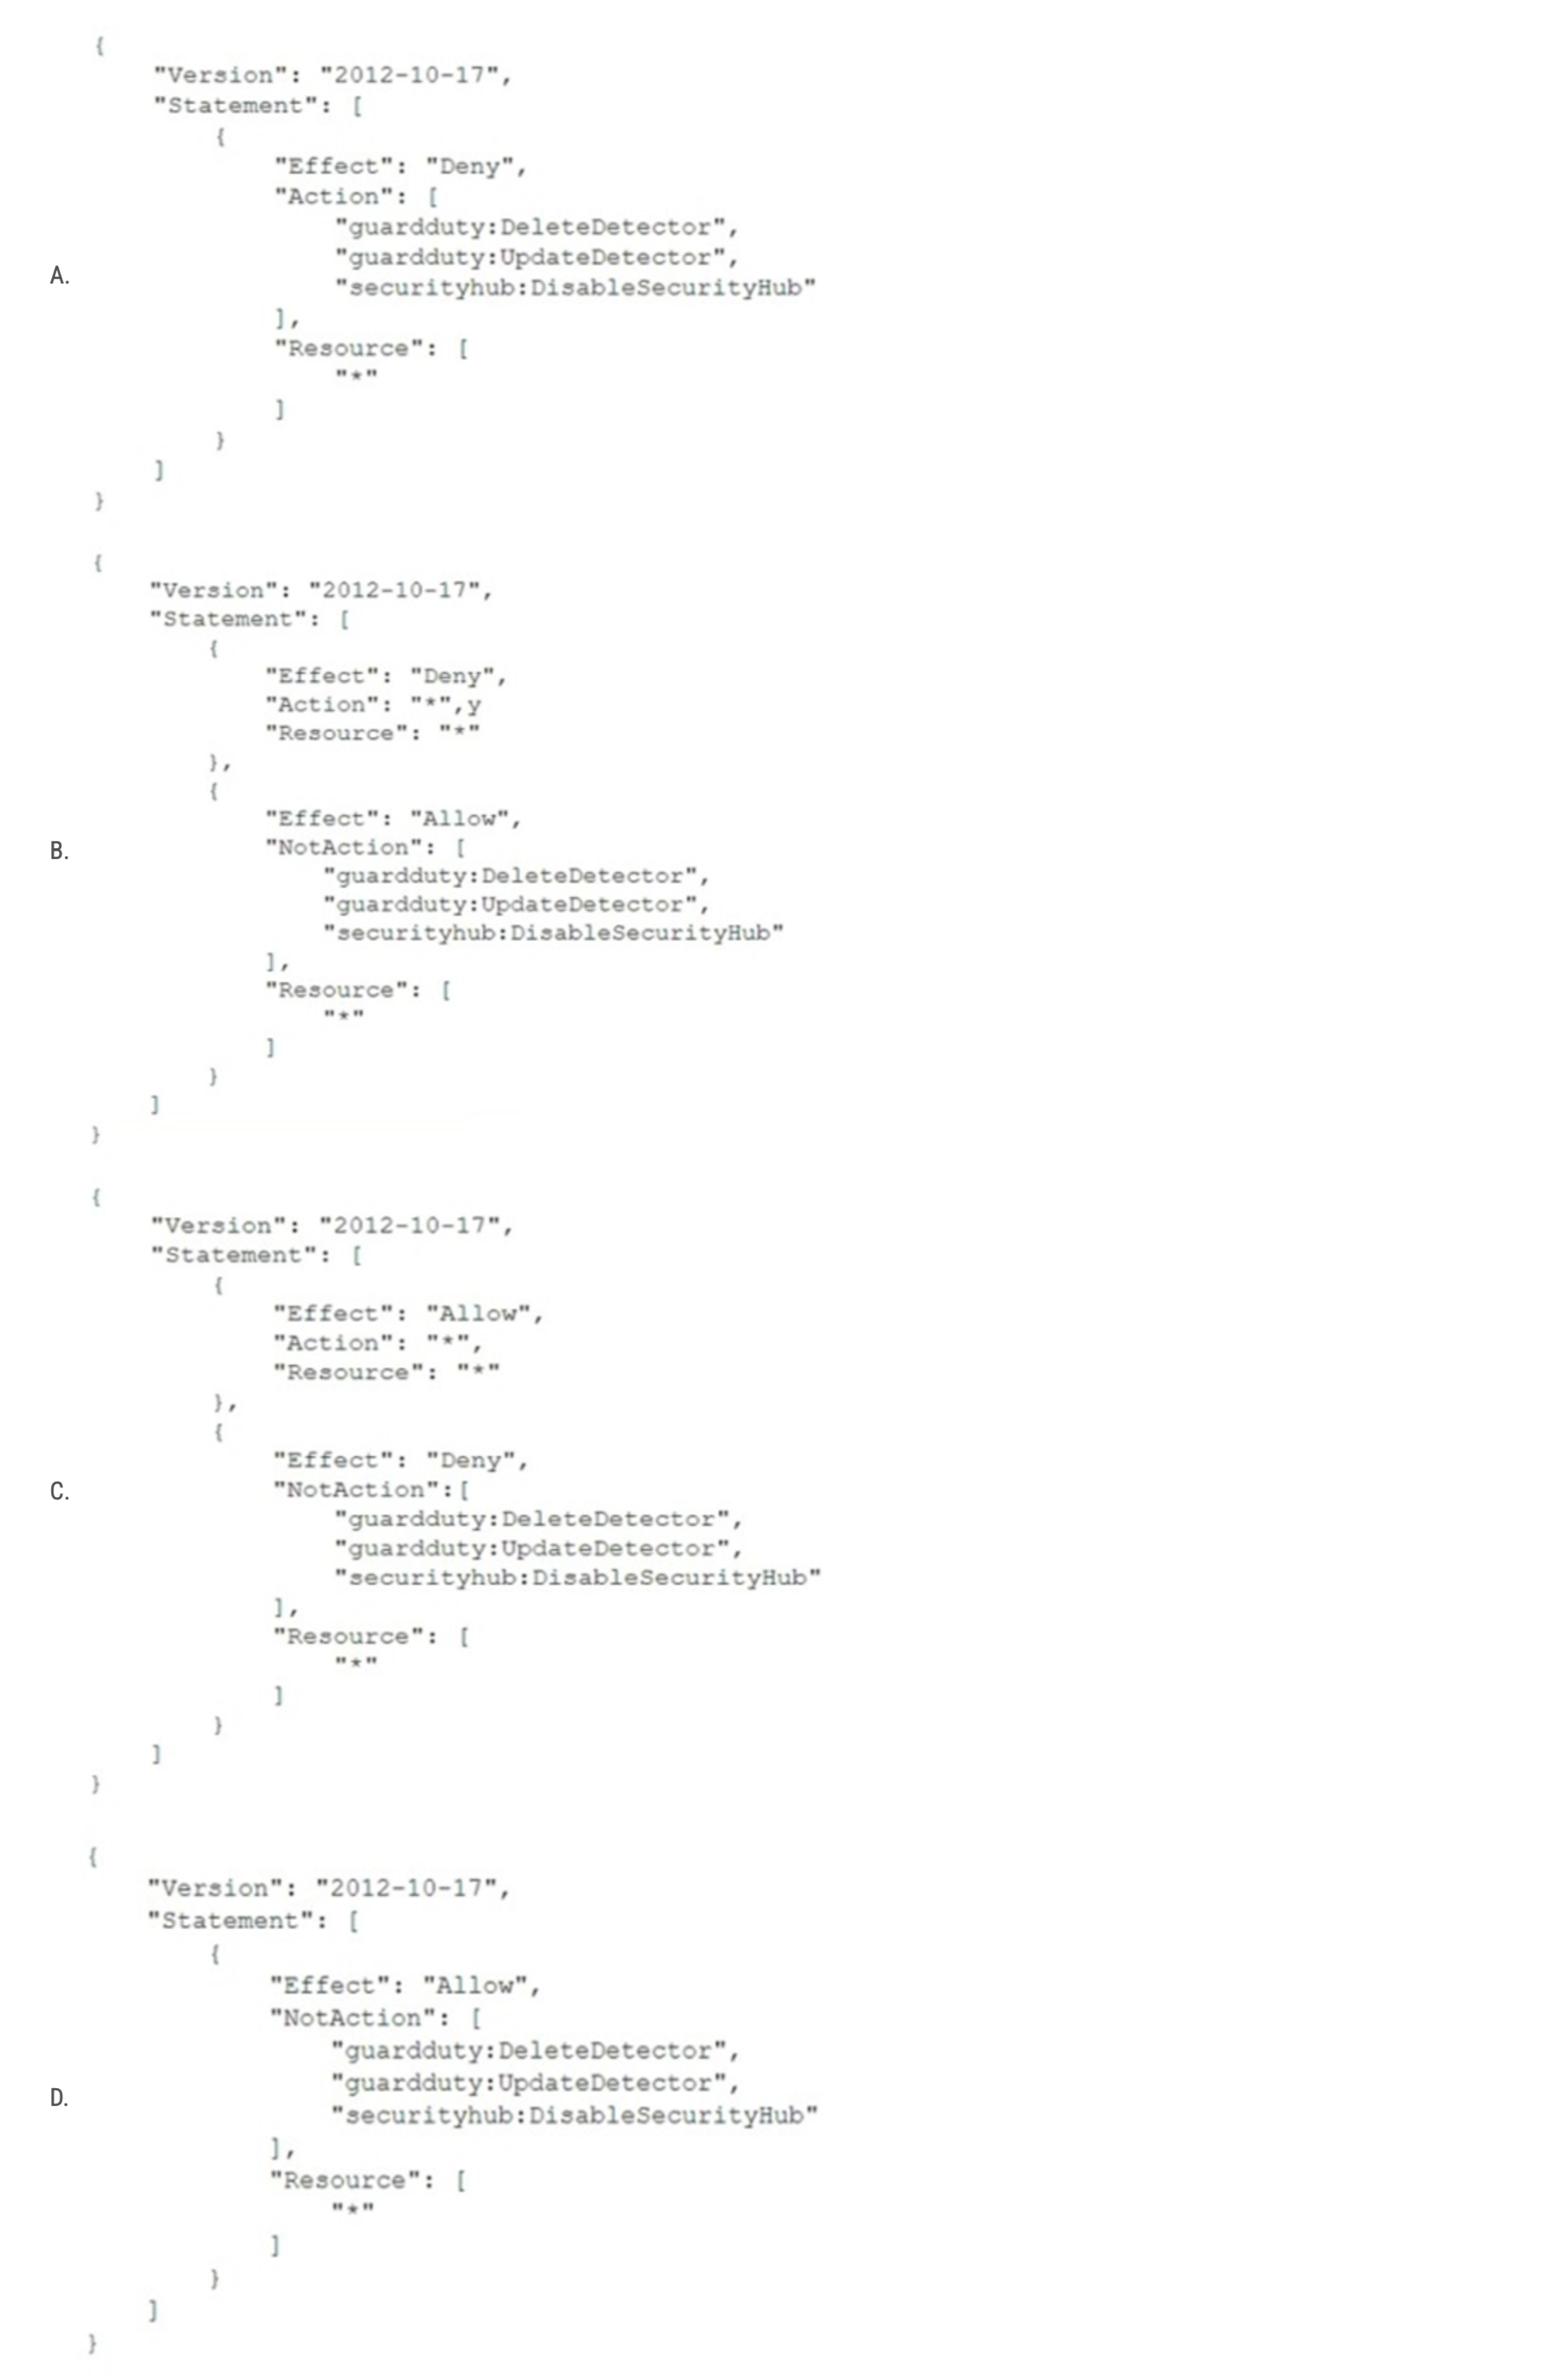 {
"Version": "2012-10-17",
"Statement": [
{
"Effect": "Deny",
"Action": [
"guardduty:DeleteDetector",
"guardduty:UpdateDetector",
A.
"securityhub:DisableSecurityHub"
],
"Resource": [
"*"
]
}
]
}
{
"Version": "2012-10-17",
"Statement": [
{
"Effect": "Deny",
"Action": "*",y
"Resource": "*"
},
{
"Effect": "Allow",
B.
"NotAction": [
"guardduty:DeleteDetector",
"guardduty:UpdateDetector",
"securityhub:DisableSecurityHub"
],
"Resource": [
"*"
]
}
]
}
{
"Version": "2012-10-17",
"Statement": [
{
"Effect": "Allow",
"Action": "*",
"Resource": "*"
},
{
"Effect": "Deny",
C.
"NotAction":[
"guardduty:DeleteDetector",
"guardduty:UpdateDetector",
"securityhub:DisableSecurityHub"
],
"Resource": [
"*"
]
}
]
}
{
"Version": "2012-10-17",
"Statement": [
{
"Effect": "Allow",
"NotAction": [
"guardduty:DeleteDetector",
"guardduty:UpdateDetector",
D.
"securityhub:DisableSecurityHub"
],
"Resource": [
"*"
]
}
]
}